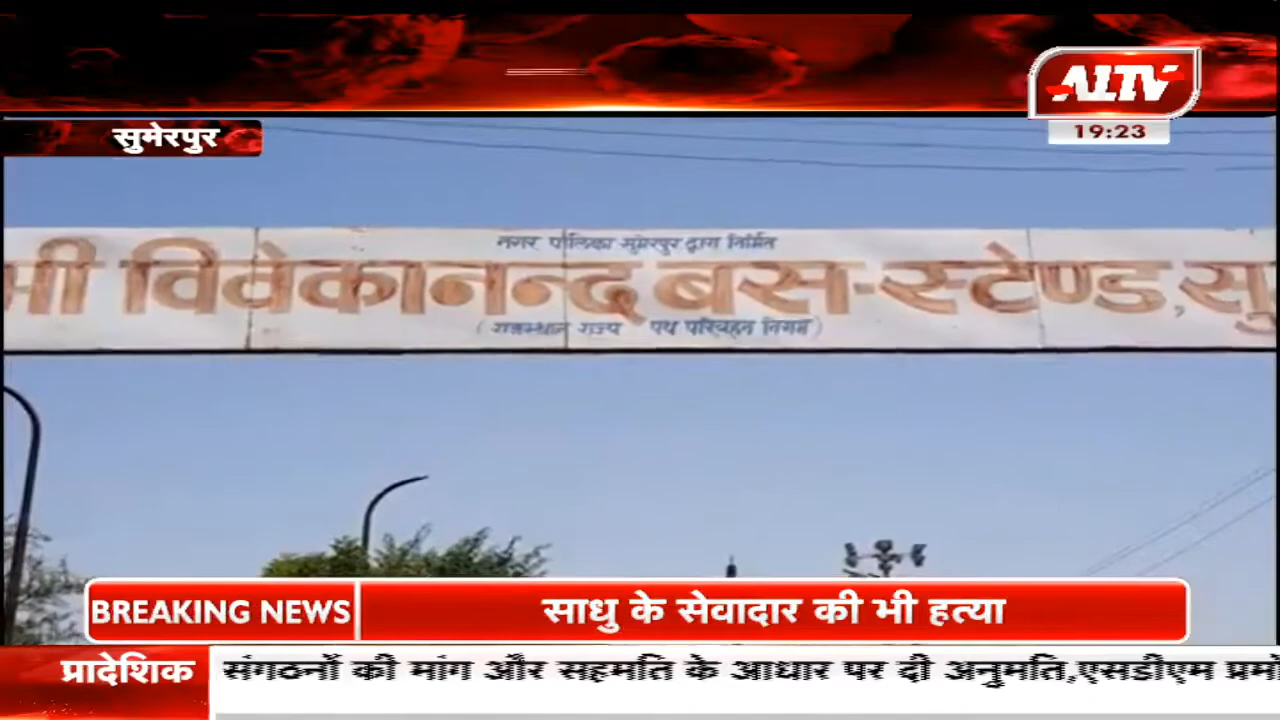 ALTV
19:23
सुमेरपुर
नगर पालिका सुमेरपुर द्वारा निर्मित
मी विवेकानन्द बस-स्टेण्ड,सु
(राजस्थान राज्य पथ परिवहन निगम)
BREAKING NEWS साधु के सेवादार की भी हत्या
प्रादेशिक संगठनों की मांग और सहमति के आधार पर दी अनुमति,एसडीएम प्रमो